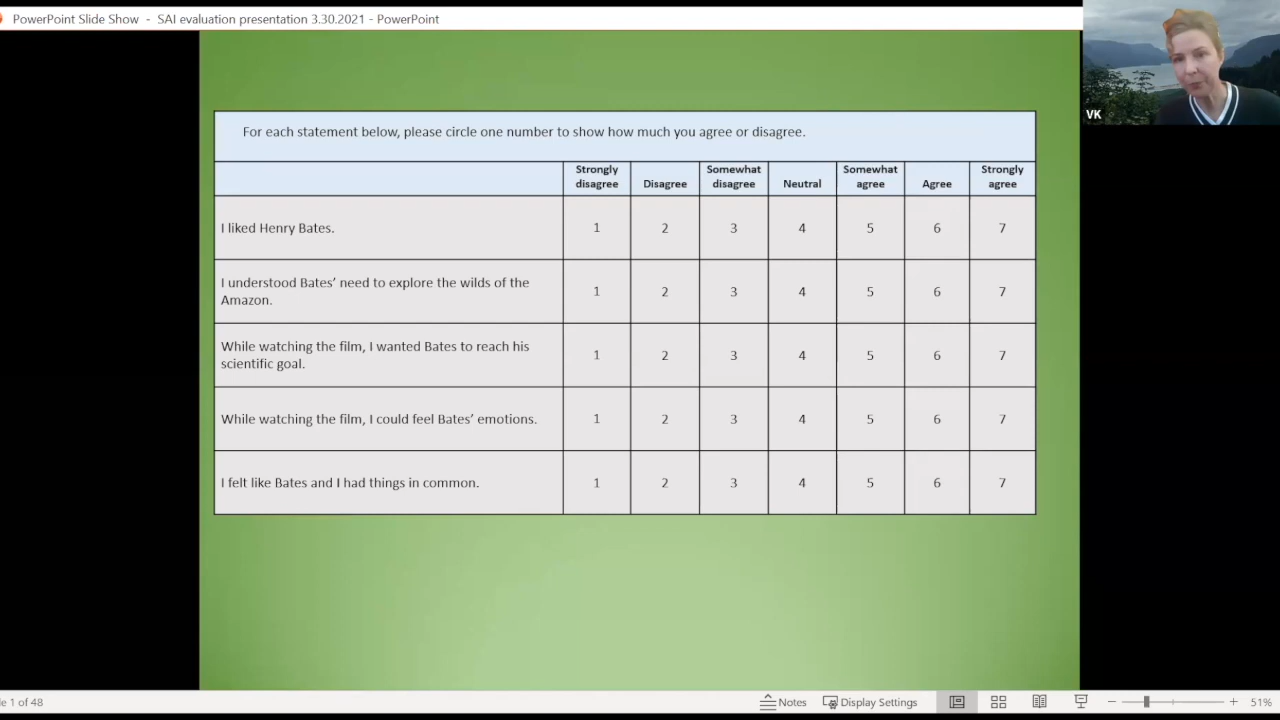 PowerPoint Slide Show - SAI evaluation presentation 3.30.2021 - PowerPoint
VK
For each statement below, please circle one number to show how much you agree or disagree.
Strongly disagree Disagree Somewhat disagree Neutral Somewhat agree Agree Strongly agree
I liked Henry Bates. 1 2 3 4 5 6 7
I understood Bates’ need to explore the wilds of the
Amazon. 1 2 3 4 5 6 7
While watching the film, I wanted Bates to reach his
scientific goal. 1 2 3 4 5 6 7
While watching the film, I could feel Bates’ emotions. 1 2 3 4 5 6 7
I felt like Bates and I had things in common. 1 2 3 4 5 6 7
e 1 of 48 Notes Display Settings 51%